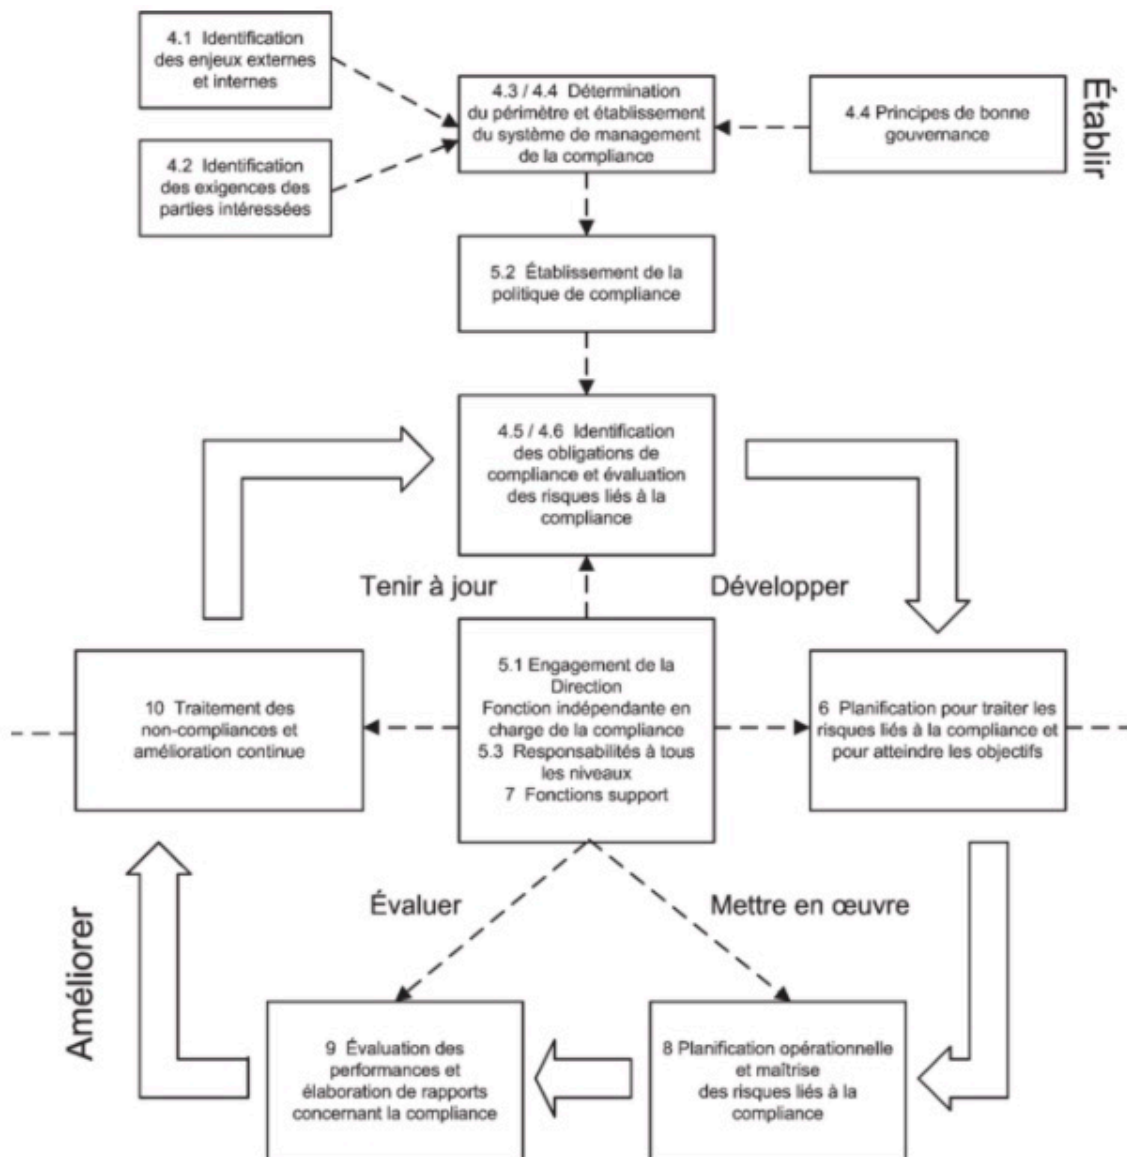 4.1 Identification
des enjeux externes
et internes
4.3 / 4.4 Détermination
du périmètre et établissement
du système de management
de la compliance
4.4 Principes de bonne
gouvernance
Établir
4.2 Identification
des exigences des
parties intéressées
5.2 Établissement de la
politique de compliance
4.5 / 4.6 Identification
des obligations de
compliance et évaluation
des risques liés à la
compliance
Tenir à jour
Développer
10 Traitement des
non-compliances et
amélioration continue
5.1 Engagement de la
Direction
Fonction indépendante en
charge de la compliance
5.3 Responsabilités à tous
les niveaux
7 Fonctions support
6 Planification pour traiter les
risques liés à la compliance et
pour atteindre les objectifs
Évaluer
Mettre en œuvre
Améliorer
9 Évaluation des
performances et
élaboration de rapports
concernant la compliance
8 Planification opérationnelle
et maîtrise
des risques liés à la
compliance